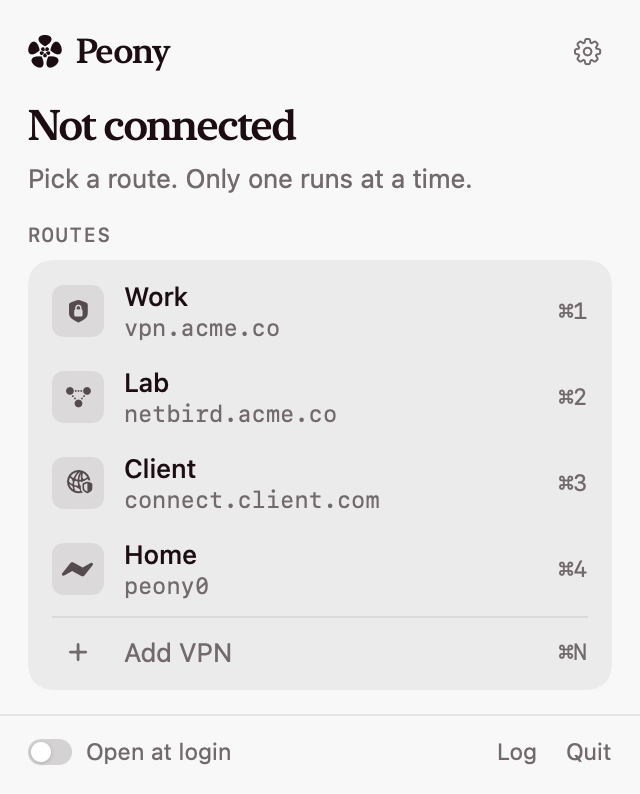 Peony
Not connected
Pick a route. Only one runs at a time.
ROUTES
Work
vpn.acme.co
⌘1
Lab
netbird.acme.co
⌘2
Client
connect.client.com
⌘3
Home
peony0
⌘4
Add VPN
⌘N
Open at login
Log
Quit